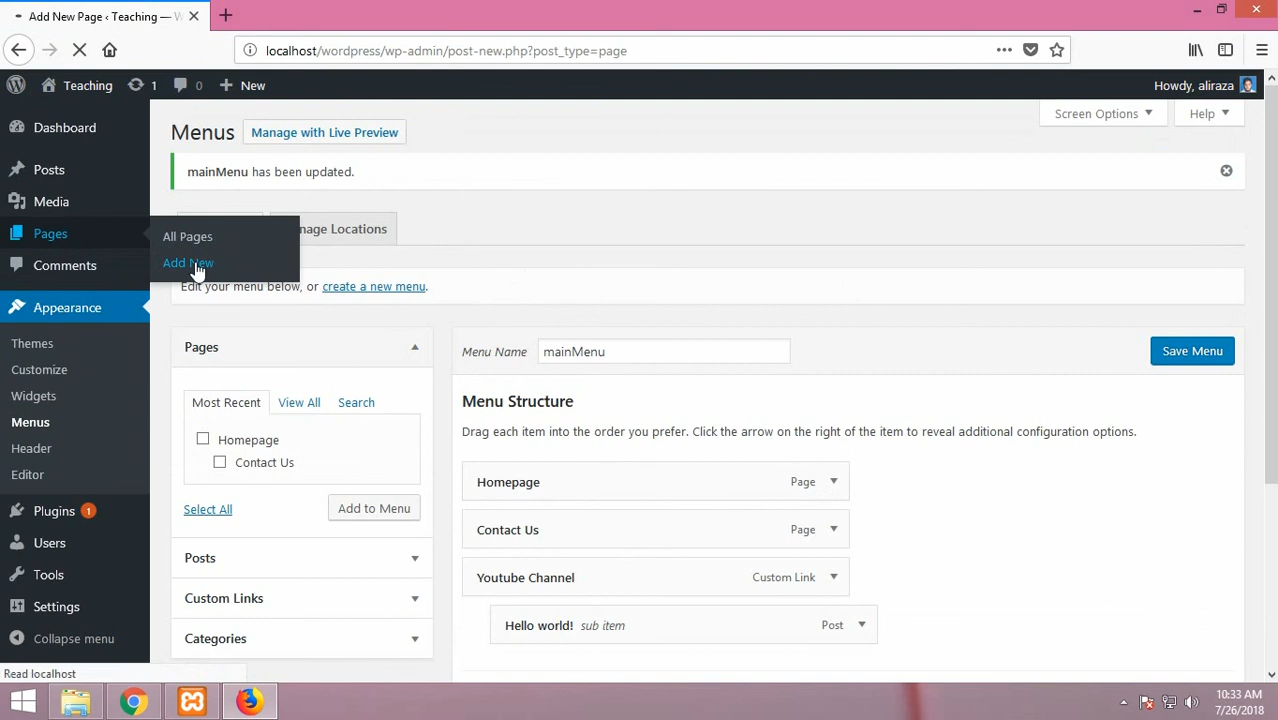 Add New Page ‹ Teaching — W
localhost/wordpress/wp-admin/post-new.php?post_type=page
Teaching 1 0 New Howdy, aliraza
Screen Options Help
Dashboard
Posts
Media
Pages
All Pages
Add New
Comments
Appearance
Themes
Customize
Widgets
Menus
Header
Editor
Plugins 1
Users
Tools
Settings
Collapse menu
Menus Manage with Live Preview
mainMenu has been updated.
Locations
Edit your menu below, or create a new menu.
Pages
Most Recent View All Search
Homepage
Contact Us
Select All Add to Menu
Posts
Custom Links
Categories
Menu Name mainMenu Save Menu
Menu Structure
Drag each item into the order you prefer. Click the arrow on the right of the item to reveal additional configuration options.
Homepage Page
Contact Us Page
Youtube Channel Custom Link
Hello world! sub item Post
Read localhost
10:33 AM
7/26/2018